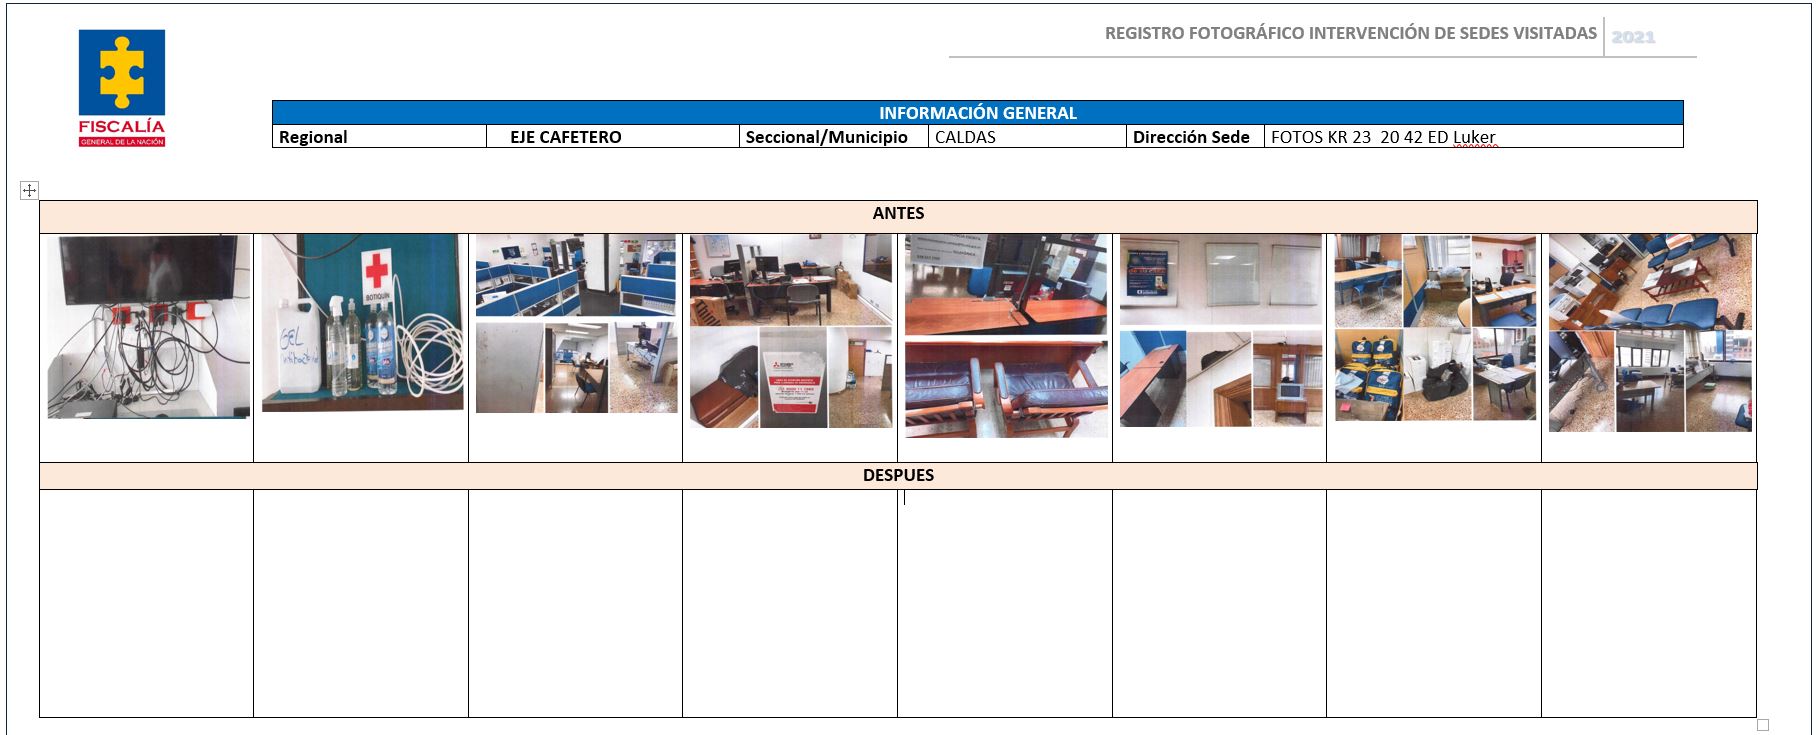 REGISTRO FOTOGRÁFICO INTERVENCIÓN DE SEDES VISITADAS 2021
FISCALÍA
GENERAL DE LA NACIÓN
INFORMACIÓN GENERAL
Regional EJE CAFETERO Seccional/Municipio CALDAS Dirección Sede FOTOS KR 23 20 42 ED Luker
ANTES
BOTIQUÍN
GEL
DESPUES